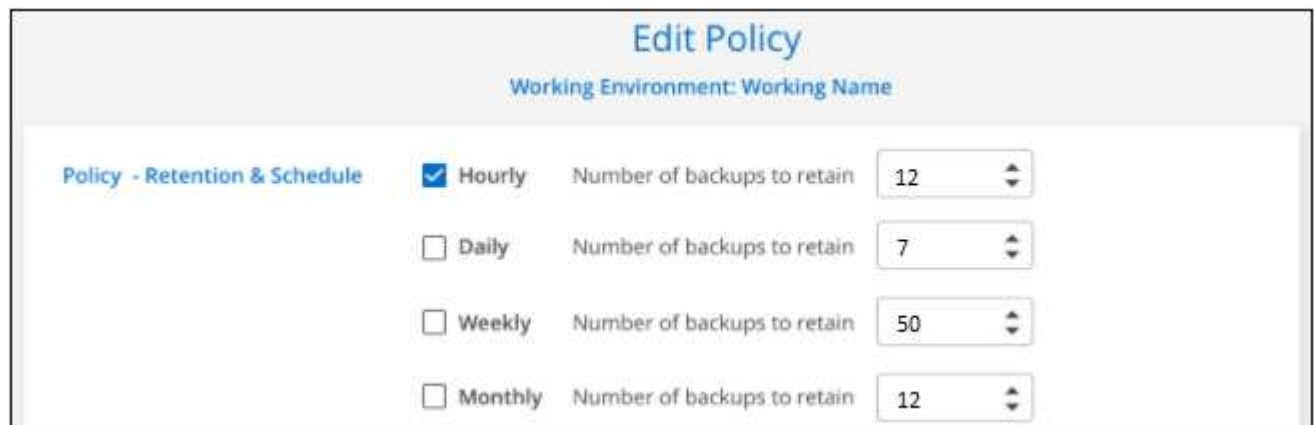 Edit Policy
Working Environment: Working Name
Policy - Retention & Schedule Hourly Number of backups to retain 12
Daily Number of backups to retain 7
Weekly Number of backups to retain 50
Monthly Number of backups to retain 12